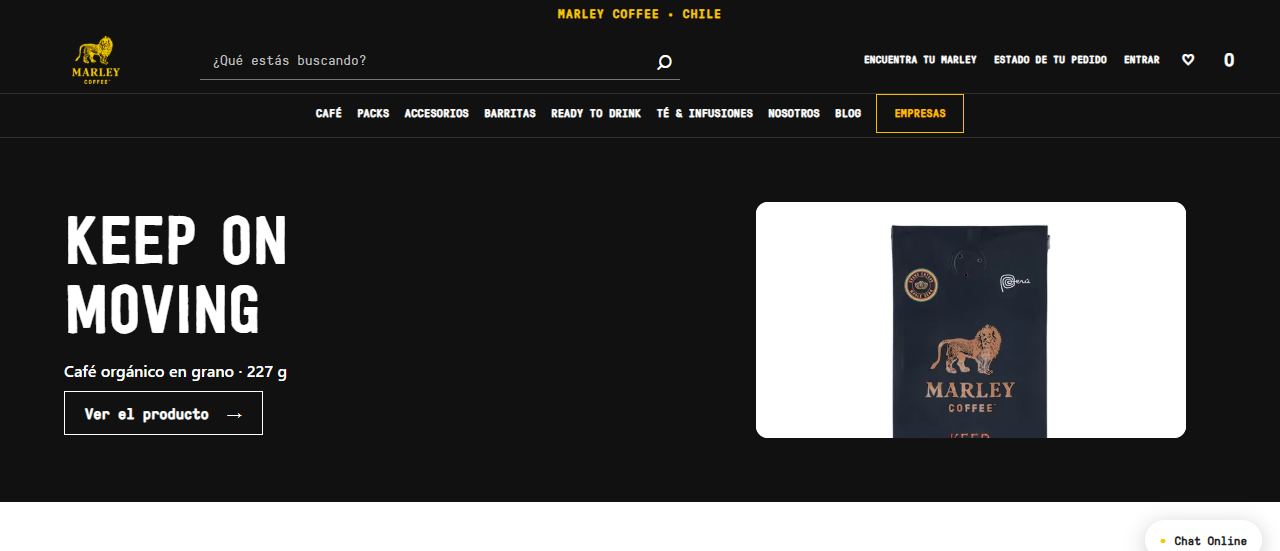 MARLEY COFFEE • CHILE
MARLEY
COFFEE
¿Qué estás buscando?
ENCUENTRA TU MARLEY
ESTADO DE TU PEDIDO
ENTRAR
0
CAFÉ
PACKS
ACCESORIOS
BARRITAS
READY TO DRINK
TÉ & INFUSIONES
NOSOTROS
BLOG
EMPRESAS
KEEP ON
MOVING
Café orgánico en grano · 227 g
Ver el producto →
Perú
MARLEY
COFFEE
KEEP
Chat Online